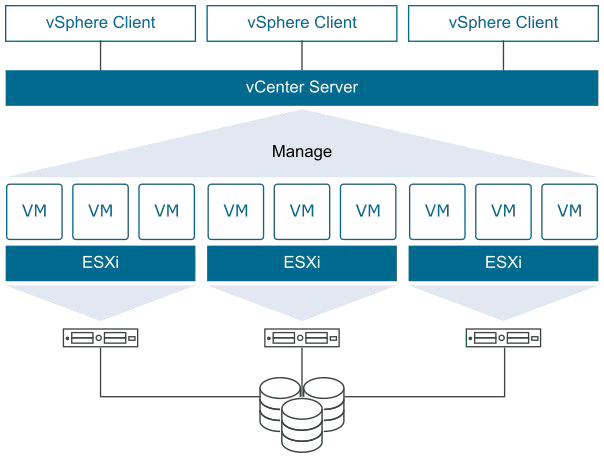 vSphere Client
vSphere Client
vSphere Client
vCenter Server
Manage
VM
VM
VM
VM
VM
VM
VM
VM
VM
ESXi
ESXi
ESXi